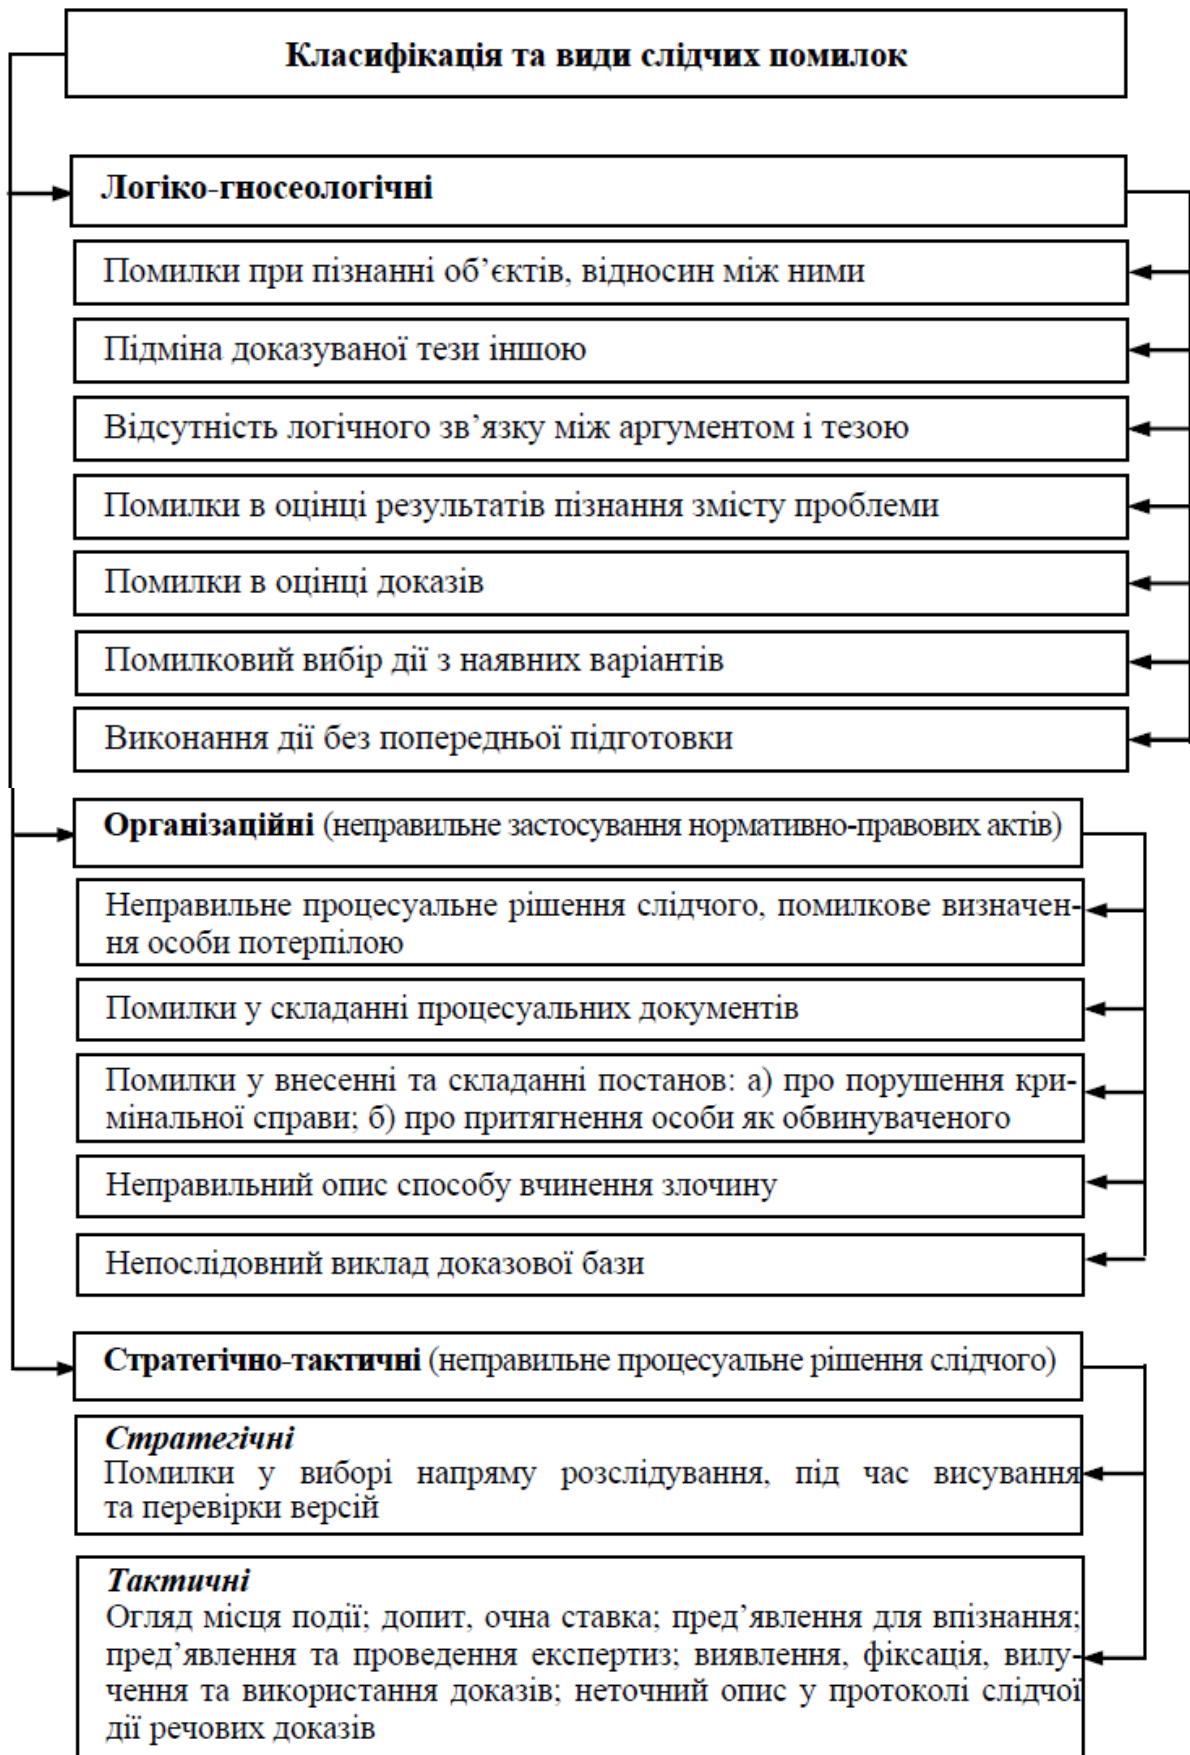 Класифікація та види слідчих помилок
Логіко-гносеологічні
Помилки при пізнанні об’єктів, відносин між ними
Підміна доказуваної тези іншою
Відсутність логічного зв’язку між аргументом і тезою
Помилки в оцінці результатів пізнання змісту проблеми
Помилки в оцінці доказів
Помилковий вибір дії з наявних варіантів
Виконання дії без попередньої підготовки
Організаційні (неправильне застосування нормативно-правових актів)
Неправильне процесуальне рішення слідчого, помилкове визначен-
ня особи потерпілою
Помилки у складанні процесуальних документів
Помилки у внесенні та складанні постанов: а) про порушення кри-
мінальної справи; б) про притягнення особи як обвинуваченого
Неправильний опис способу вчинення злочину
Непослідовний виклад доказової бази
Стратегічно-тактичні (неправильне процесуальне рішення слідчого)
Стратегічні
Помилки у виборі напряму розслідування, під час висування
та перевірки версій
Тактичні
Огляд місця події; допит, очна ставка; пред’явлення для впізнання;
пред’явлення та проведення експертиз; виявлення, фіксація, вилу-
чення та використання доказів; неточний опис у протоколі слідчої
дії речових доказів